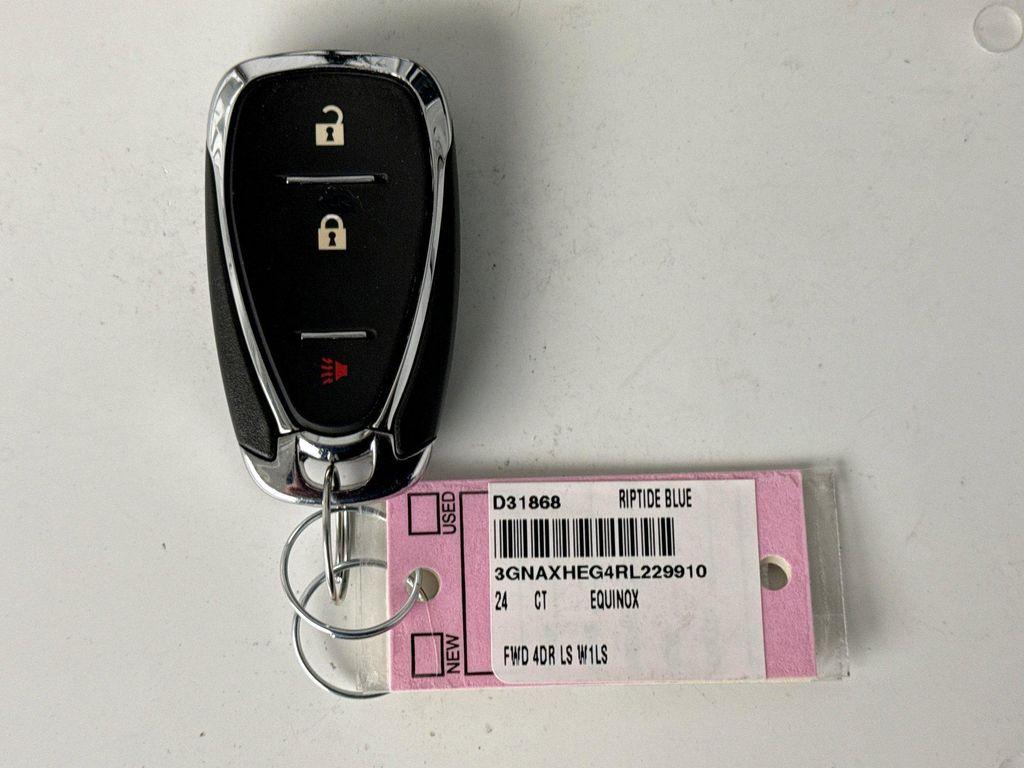 USED
NEW
D31868 RIPTIDE BLUE
3GNAXHEG4RL229910
24 CT EQUINOX
FWD 4DR LS W1LS